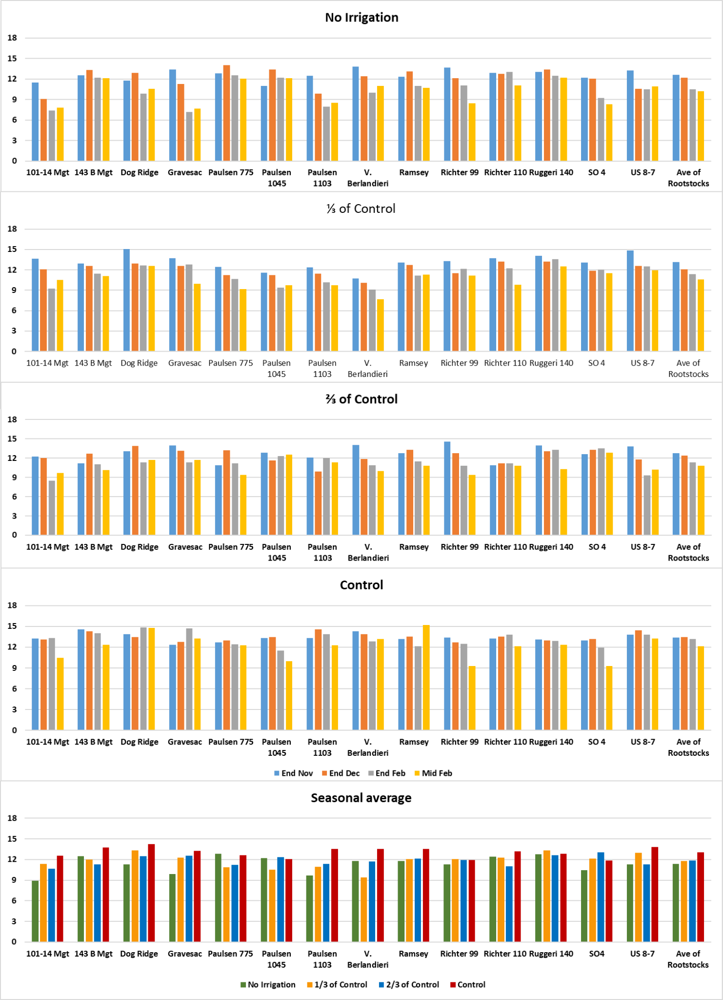 No Irrigation
18
15
12
9
6
3
0
101-14 Mgt 143 B Mgt Dog Ridge Gravesac Paulsen 775 Paulsen Paulsen V. Ramsey Richter 99 Richter 110 Ruggeri 140 SO 4 US 8-7 Ave of
1045 1103 Berlandieri Rootstocks
⅓ of Control
18
15
12
9
6
3
0
101-14 Mgt 143 B Mgt Dog Ridge Gravesac Paulsen 775 Paulsen Paulsen V. Ramsey Richter 99 Richter 110 Ruggeri 140 SO 4 US 8-7 Ave of
1045 1103 Berlandieri Rootstocks
⅔ of Control
18
15
12
9
6
3
0
101-14 Mgt 143 B Mgt Dog Ridge Gravesac Paulsen 775 Paulsen Paulsen V. Ramsey Richter 99 Richter 110 Ruggeri 140 SO 4 US 8-7 Ave of
1045 1103 Berlandieri Rootstocks
Control
18
15
12
9
6
3
0
101-14 Mgt 143 B Mgt Dog Ridge Gravesac Paulsen 775 Paulsen Paulsen V. Ramsey Richter 99 Richter 110 Ruggeri 140 SO 4 US 8-7 Ave of
1045 1103 Berlandieri Rootstocks
End Nov End Dec End Feb Mid Feb
Seasonal average
18
15
12
9
6
3
0
101-14 Mgt 143 B Mgt Dog Ridge Gravesac Paulsen 775 Paulsen Paulsen V. Ramsey Richter 99 Richter 110 Ruggeri 140 SO4 US 8-7 Ave of
1045 1103 Berlandieri Rootstocks
No Irrigation 1/3 of Control 2/3 of Control Control